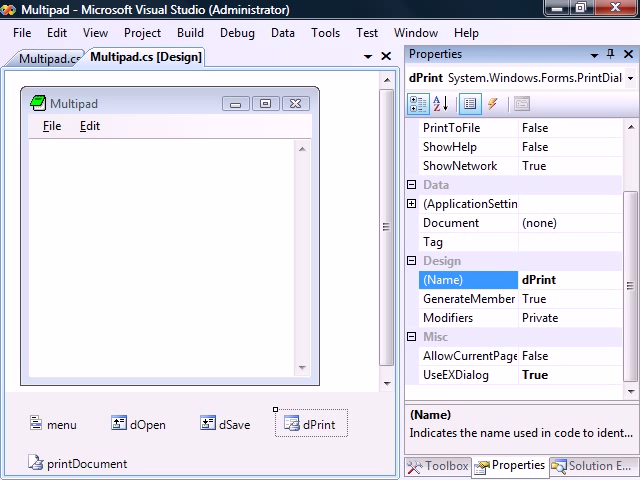 Multipad - Microsoft Visual Studio (Administrator)
File Edit View Project Build Debug Data Tools Test Window Help
Multipad.cs Multipad.cs [Design]
Multipad
File Edit
menu dOpen dSave dPrint
printDocument
Properties
dPrint System.Windows.Forms.PrintDial
PrintToFile False
ShowHelp False
ShowNetwork True
Data
(ApplicationSettin
Document (none)
Tag
Design
(Name) dPrint
GenerateMember True
Modifiers Private
Misc
AllowCurrentPage False
UseEXDialog True
(Name)
Indicates the name used in code to ident...
Toolbox Properties Solution E...